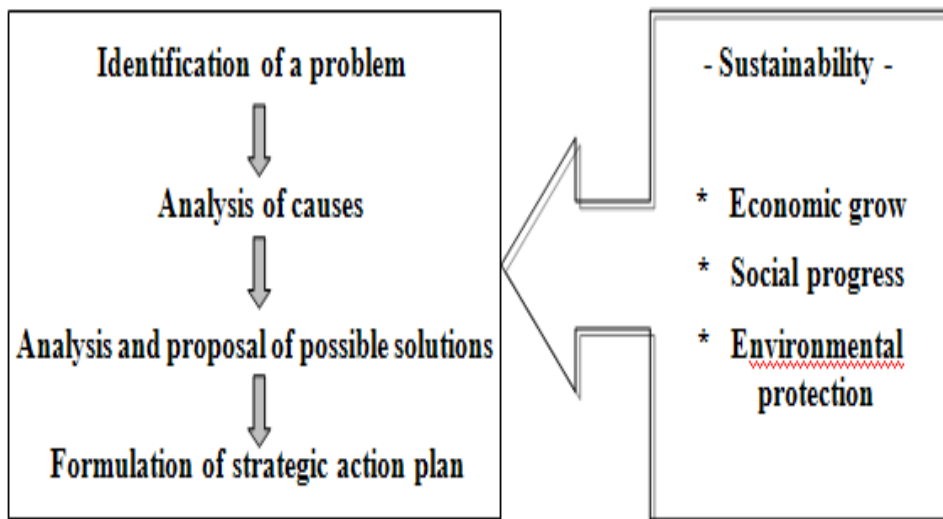 Identification of a problem
Analysis of causes
Analysis and proposal of possible solutions
Formulation of strategic action plan
- Sustainability -
* Economic grow
* Social progress
* Environmental
protection